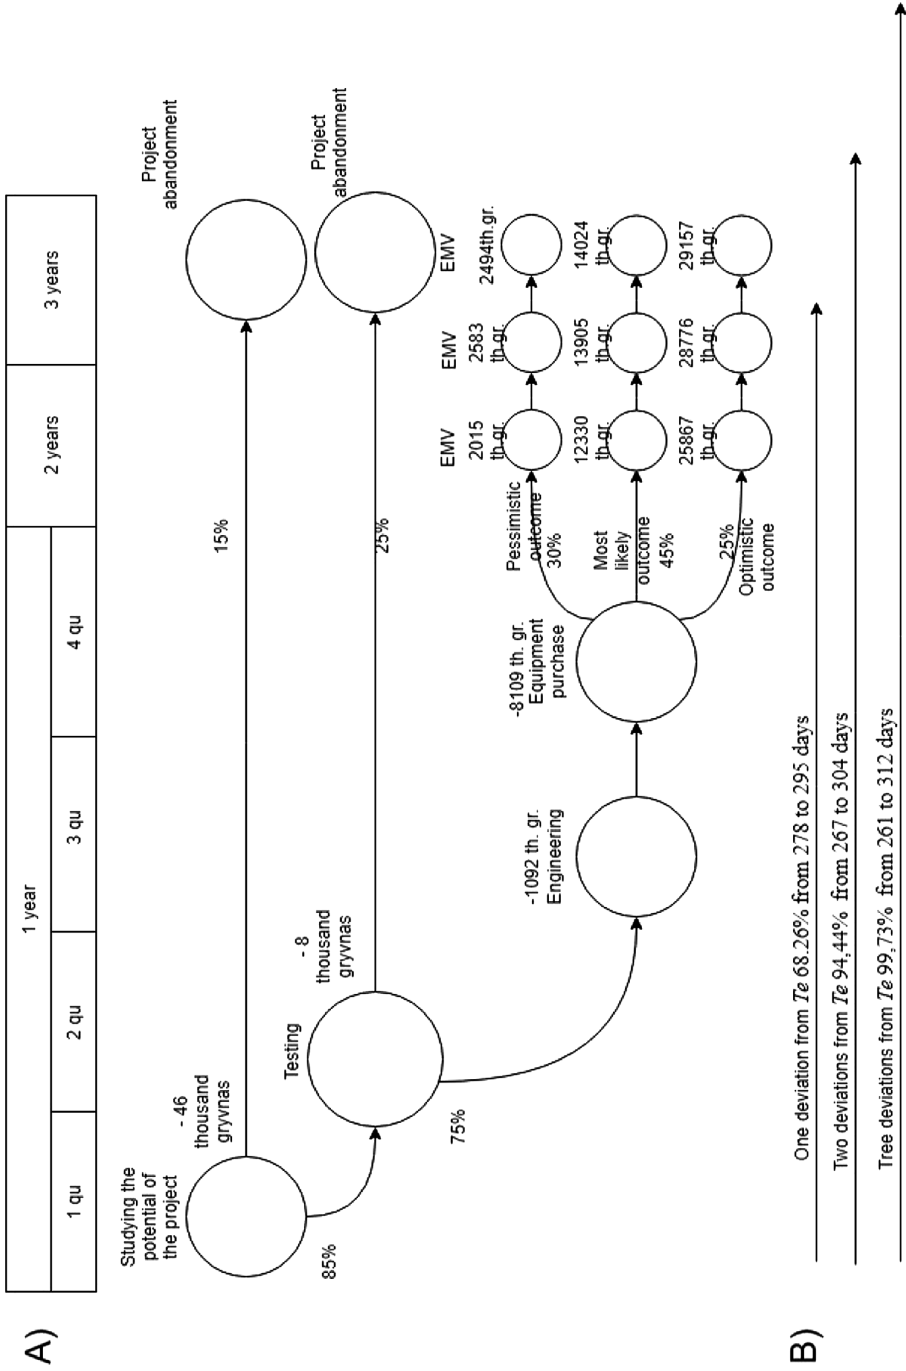 A)
1 year
2 years
3 years
1 qu
2 qu
3 qu
4 qu
Studying the
potential of
the project
- 46
thousand
gryvnas
15%
Project
abandonment
85%
Testing
- 8
thousand
gryvnas
25%
Project
abandonment
75%
-1092 th. gr.
Engineering
-8109 th. gr.
Equipment
purchase
Pessimistic
outcome
30%
Most
likely
outcome
45%
25%
Optimistic
outcome
EMV
EMV
EMV
2015
th.gr.
2583
th.gr.
2494th.gr.
12330
th.gr.
13905
th.gr.
14024
th.gr.
25867
th.gr.
28776
th.gr.
29157
th.gr.
B)
One deviation from Te 68.26% from 278 to 295 days
Two deviations from Te 94,44% from 267 to 304 days
Tree deviations from Te 99,73% from 261 to 312 days